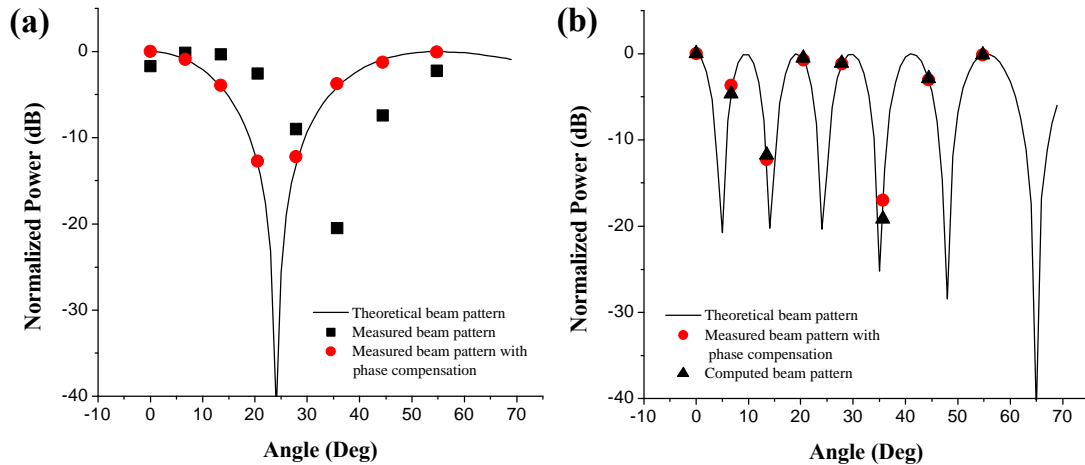 (a)
0
-10
-20
-30
-40
Normalized Power (dB)
Theoretical beam pattern
Measured beam pattern
Measured beam pattern with
phase compensation
-10 0 10 20 30 40 50 60 70
Angle (Deg)
(b)
0
-10
-20
-30
-40
Normalized Power (dB)
Theoretical beam pattern
Measured beam pattern with
phase compensation
Computed beam pattern
-10 0 10 20 30 40 50 60 70
Angle (Deg)